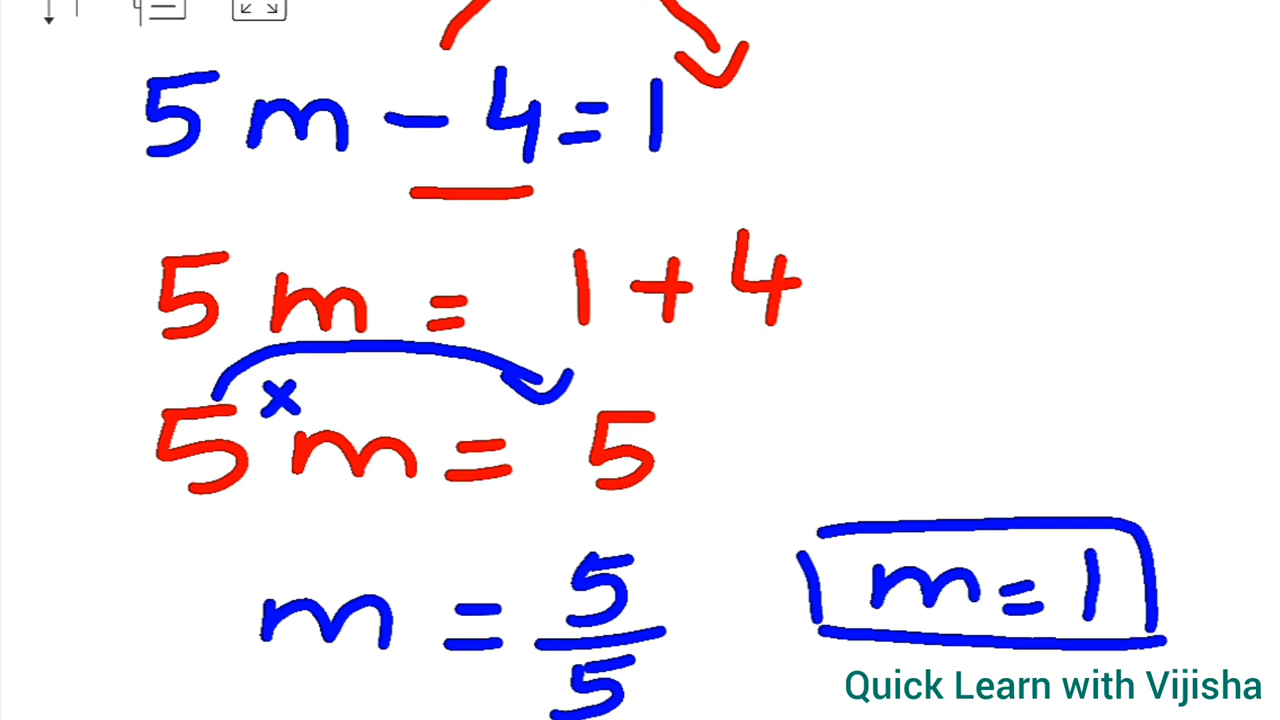 5m - 4 = 1
5m = 1 + 4
5 × m = 5
m = 5/5
m = 1
Quick Learn with Vijisha